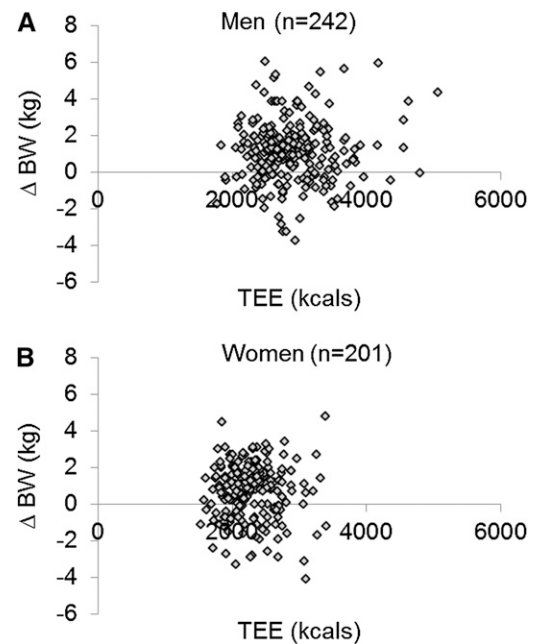 A
Men (n=242)
8
6
4
2
0
-2
-4
-6
Δ BW (kg)
0 2000 4000 6000
TEE (kcals)
B
Women (n=201)
8
6
4
2
0
-2
-4
-6
Δ BW (kg)
0 2000 4000 6000
TEE (kcals)